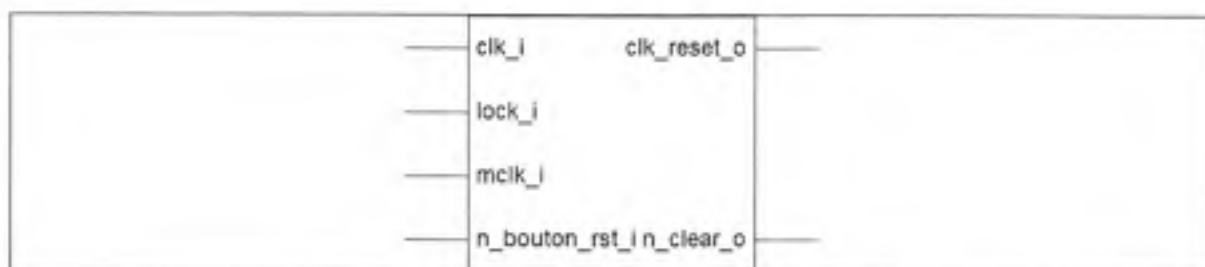 clk_i clk_reset_o
lock_i
mclk_i
n_bouton_rst_i n_clear_o